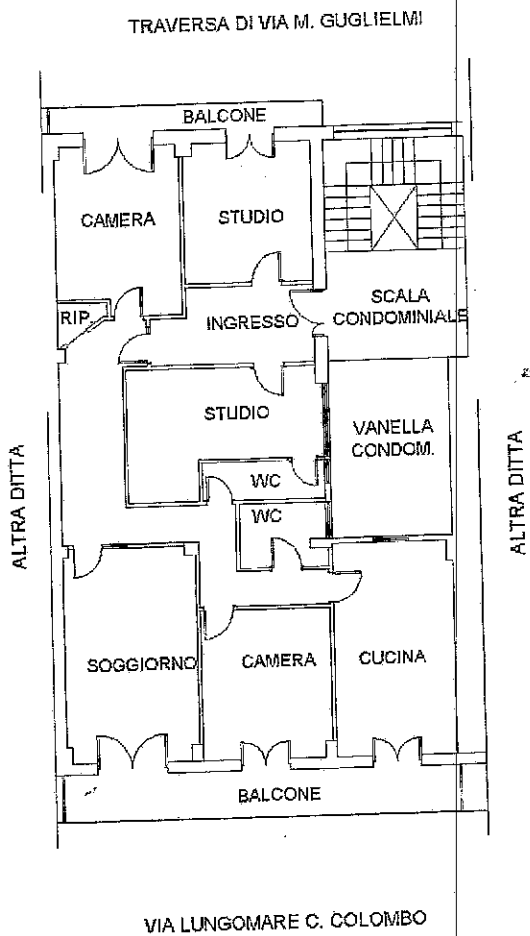 TRAVERSA DI VIA M. GUGLIELMI
BALCONE
CAMERA
STUDIO
RIP.
INGRESSO
SCALA
CONDOMINIALE
STUDIO
VANELLA
CONDOM.
WC
WC
ALTRA DITTA
ALTRA DITTA
SOGGIORNO
CAMERA
CUCINA
BALCONE
VIA LUNGOMARE C. COLOMBO